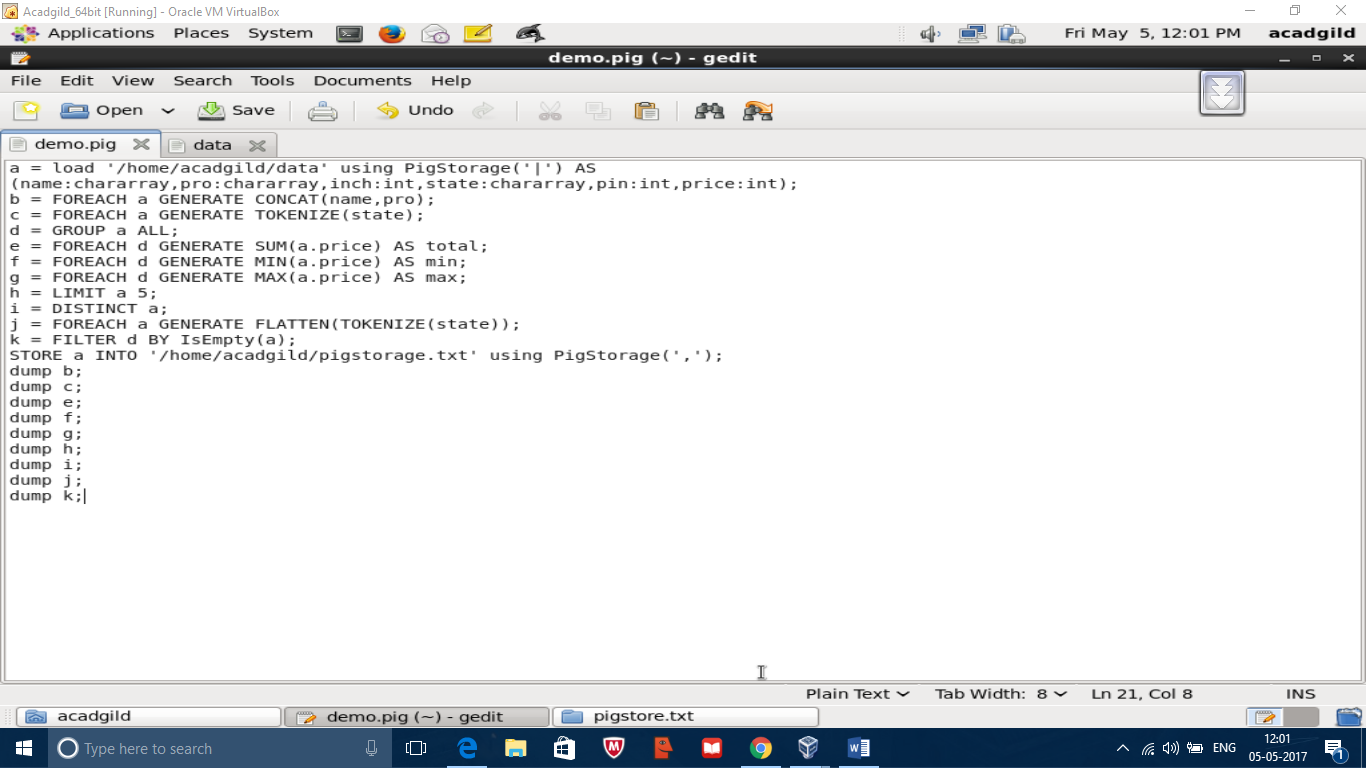 Acadgild_64bit [Running] - Oracle VM VirtualBox
Applications Places System Fri May 5, 12:01 PM acadgild
demo.pig (~) - gedit
File Edit View Search Tools Documents Help
Open Save Undo
demo.pig data
a = load '/home/acadgild/data' using PigStorage('|') AS
(name:chararray,pro:chararray,inch:int,state:chararray,pin:int,price:int);
b = FOREACH a GENERATE CONCAT(name,pro);
c = FOREACH a GENERATE TOKENIZE(state);
d = GROUP a ALL;
e = FOREACH d GENERATE SUM(a.price) AS total;
f = FOREACH d GENERATE MIN(a.price) AS min;
g = FOREACH d GENERATE MAX(a.price) AS max;
h = LIMIT a 5;
i = DISTINCT a;
j = FOREACH a GENERATE FLATTEN(TOKENIZE(state));
k = FILTER d BY IsEmpty(a);
STORE a INTO '/home/acadgild/pigstorage.txt' using PigStorage(',');
dump b;
dump c;
dump e;
dump f;
dump g;
dump h;
dump i;
dump j;
dump k;
Plain Text Tab Width: 8 Ln 21, Col 8 INS
acadgild demo.pig (~) - gedit pigstore.txt
Type here to search ENG 12:01
05-05-2017 1